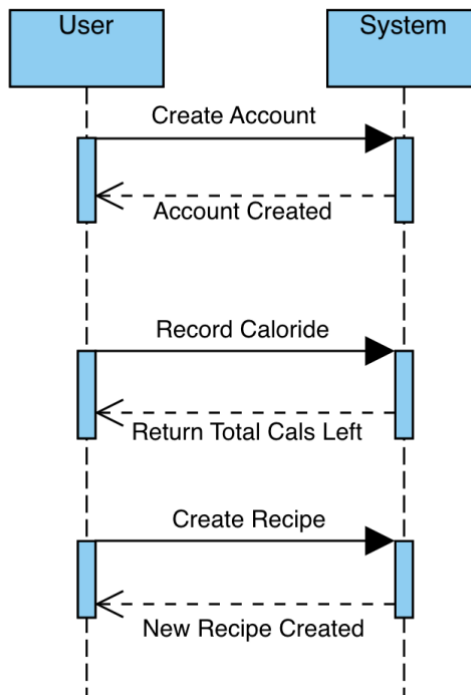 User
System
Create Account
Account Created
Record Caloride
Return Total Cals Left
Create Recipe
New Recipe Created